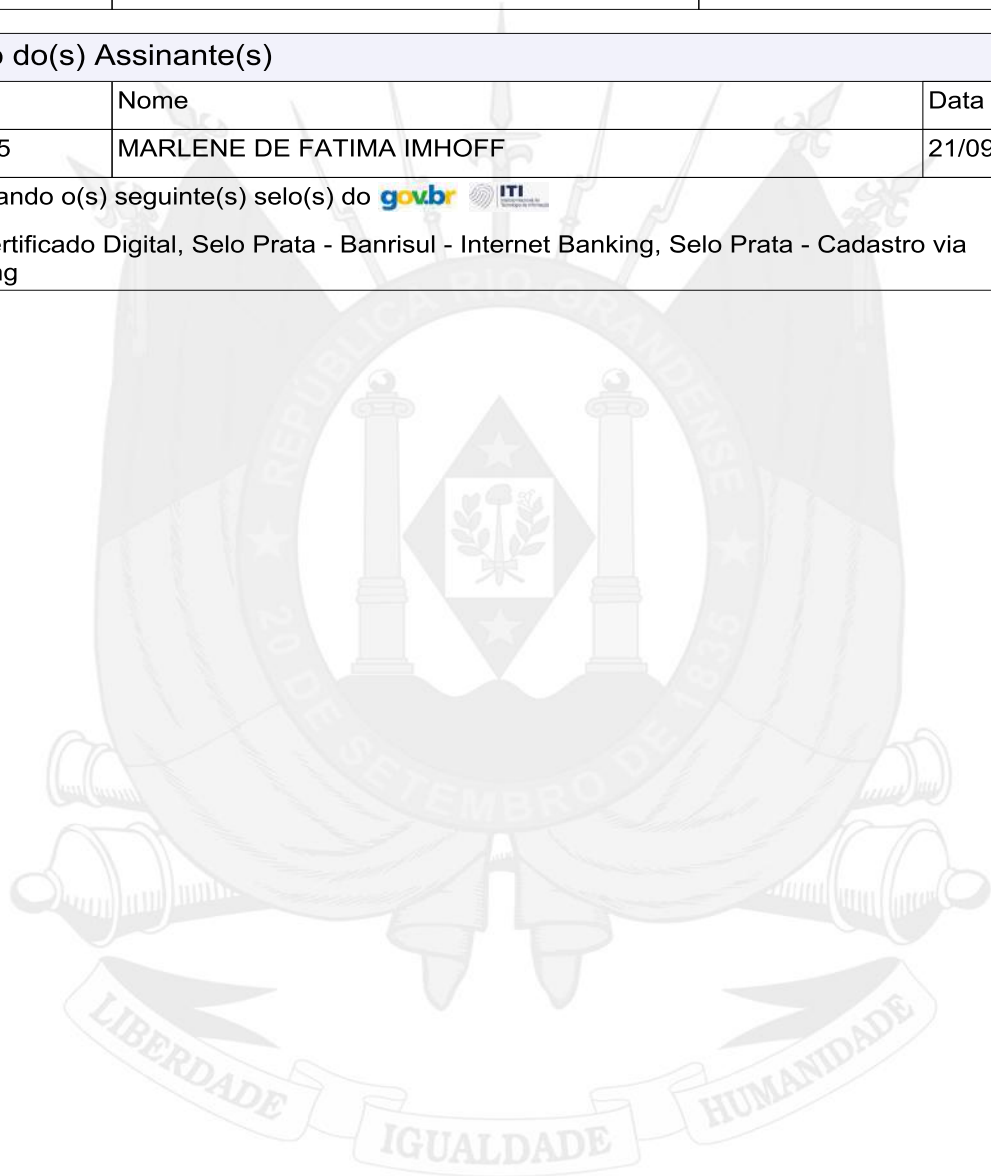 o do(s) Assinante(s)
Nome
Data
5
MARLENE DE FATIMA IMHOFF
21/09
ando o(s) seguinte(s) selo(s) do gov.br ITI
ertificado Digital, Selo Prata - Banrisul - Internet Banking, Selo Prata - Cadastro via
ng
REPÚBLICA RIO-GRANDENSE
20 DE SETEMBRO DE 1835
LIBERDADE
IGUALDADE
HUMANIDADE